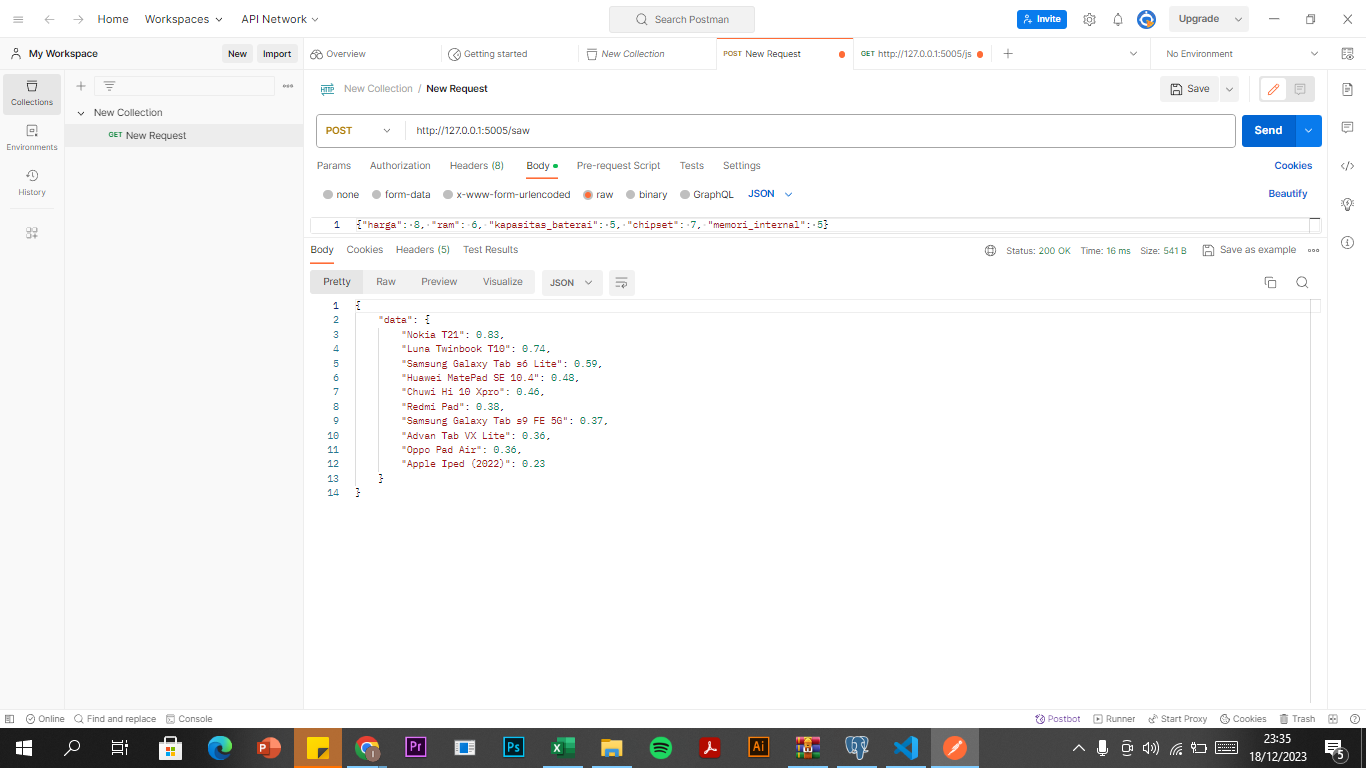 Home Workspaces API Network Search Postman Invite Upgrade
My Workspace New Import Overview Getting started New Collection POST New Request GET http://127.0.0.1:5005/js No Environment
Collections
Environments
History
New Collection
GET New Request
HTTP New Collection / New Request Save
POST http://127.0.0.1:5005/saw Send
Params Authorization Headers (8) Body Pre-request Script Tests Settings Cookies
none form-data x-www-form-urlencoded raw binary GraphQL JSON Beautify
1 {"harga": 8, "ram": 6, "kapasitas_baterai": 5, "chipset": 7, "memori_internal": 5}
Body Cookies Headers (5) Test Results Status: 200 OK Time: 16 ms Size: 541 B Save as example
Pretty Raw Preview Visualize JSON
1 {
2 "data": {
3 "Nokia T21": 0.83,
4 "Luna Twinbook T10": 0.74,
5 "Samsung Galaxy Tab s6 Lite": 0.59,
6 "Huawei MatePad SE 10.4": 0.48,
7 "Chuwi Hi 10 Xpro": 0.46,
8 "Redmi Pad": 0.38,
9 "Samsung Galaxy Tab s9 FE 5G": 0.37,
10 "Advan Tab VX Lite": 0.36,
11 "Oppo Pad Air": 0.36,
12 "Apple Iped (2022)": 0.23
13 }
14 }
Online Find and replace Console Postbot Runner Start Proxy Cookies Trash
Pr Ps Ai
23:35
18/12/2023
5